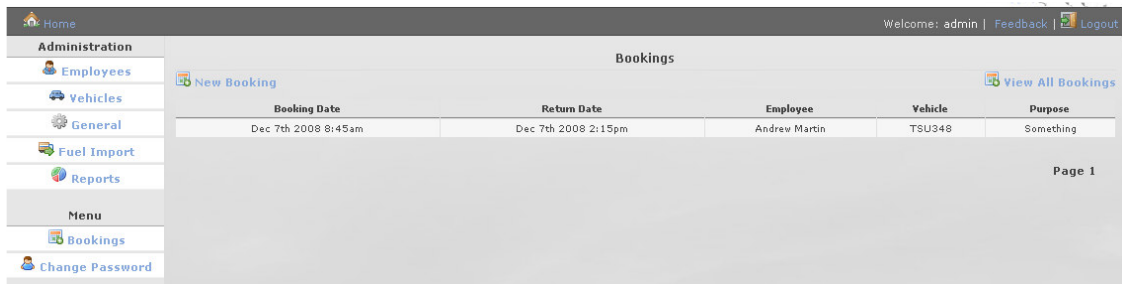 Home Welcome: admin | Feedback | Logout
Administration
Employees
Vehicles
General
Fuel Import
Reports
Menu
Bookings
Change Password
Bookings
New Booking View All Bookings
Booking Date Return Date Employee Vehicle Purpose
Dec 7th 2008 8:45am Dec 7th 2008 2:15pm Andrew Martin TSU348 Something
Page 1